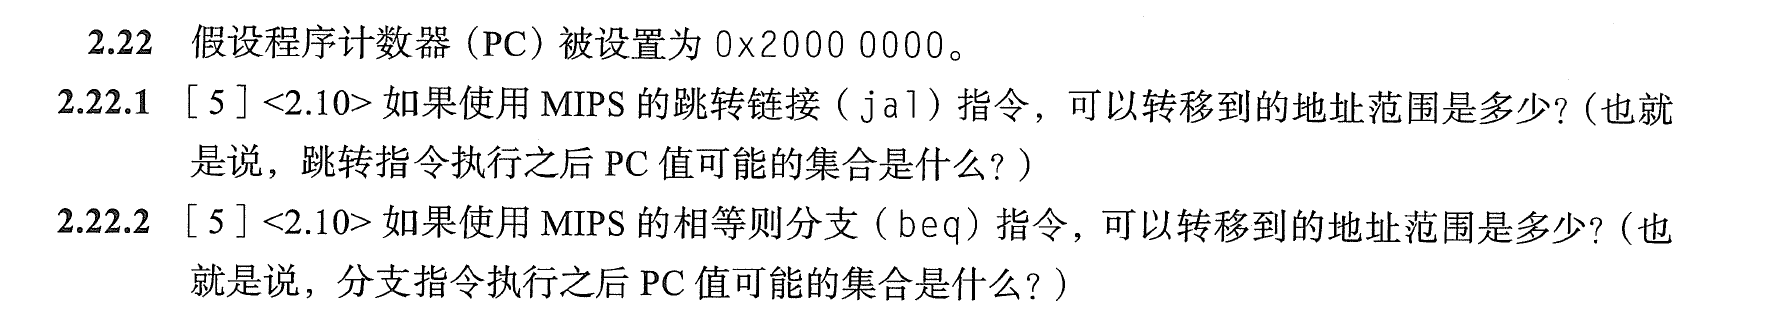 2.22 假设程序计数器（PC）被设置为 0x2000 0000。
2.22.1 ［5］<2.10> 如果使用 MIPS 的跳转链接（jal）指令，可以转移到的地址范围是多少？（也就
是说，跳转指令执行之后 PC 值可能的集合是什么？）
2.22.2 ［5］<2.10> 如果使用 MIPS 的相等则分支（beq）指令，可以转移到的地址范围是多少？（也
就是说，分支指令执行之后 PC 值可能的集合是什么？）